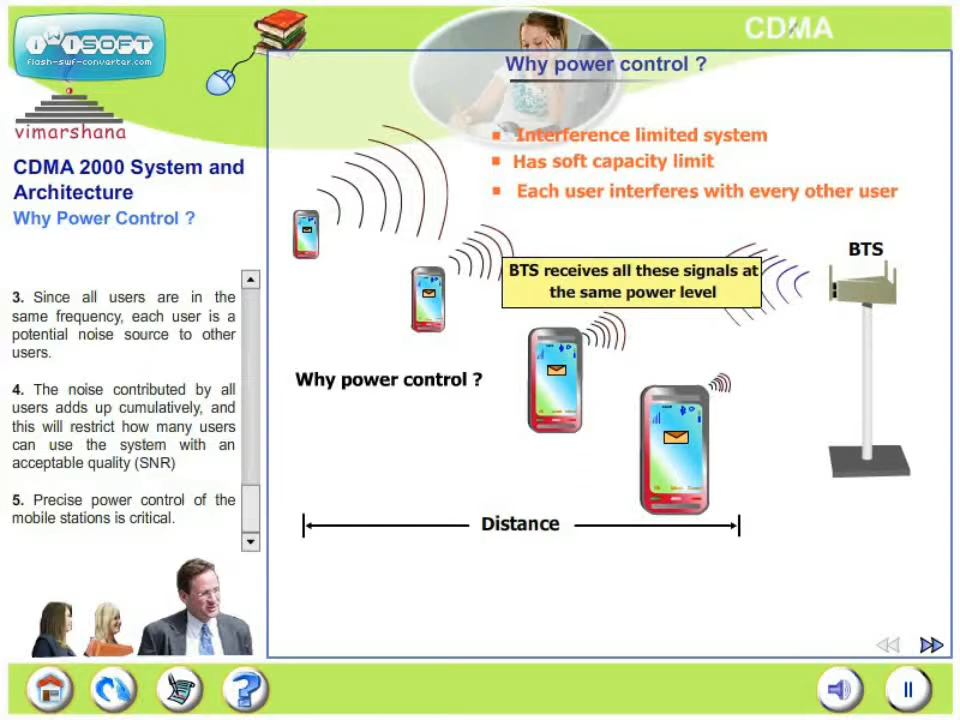 iWiSOFT
flash-swf-converter.com
CDMA
vimarshana
Why power control ?
CDMA 2000 System and
Architecture
Why Power Control ?
Interference limited system
Has soft capacity limit
Each user interferes with every other user
3. Since all users are in the
same frequency, each user is a
potential noise source to other
users.
4. The noise contributed by all
users adds up cumulatively, and
this will restrict how many users
can use the system with an
acceptable quality (SNR)
5. Precise power control of the
mobile stations is critical.
BTS
BTS receives all these signals at
the same power level
Why power control ?
Distance